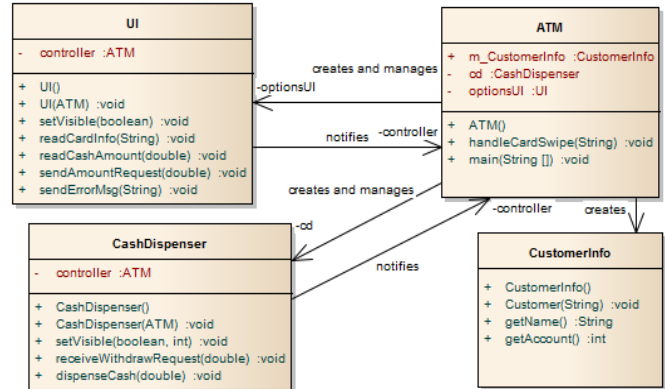 UI
- controller :ATM
+ UI()
+ UI(ATM) :void
+ setVisible(boolean) :void
+ readCardInfo(String) :void
+ readCashAmount(double) :void
+ sendAmountRequest(double) :void
+ sendErrorMsg(String) :void
creates and manages
-optionsUI
notifies
-controller
ATM
+ m_CustomerInfo :CustomerInfo
- cd :CashDispenser
- optionsUI :UI
+ ATM()
+ handleCardSwipe(String) :void
+ main(String []) :void
creates and manages
-cd
-controller
notifies
creates
CashDispenser
- controller :ATM
+ CashDispenser()
+ CashDispenser(ATM) :void
+ setVisible(boolean, int) :void
+ receiveWithdrawRequest(double) :void
+ dispenseCash(double) :void
CustomerInfo
+ CustomerInfo()
+ Customer(String) :void
+ getName() :String
+ getAccount() :int